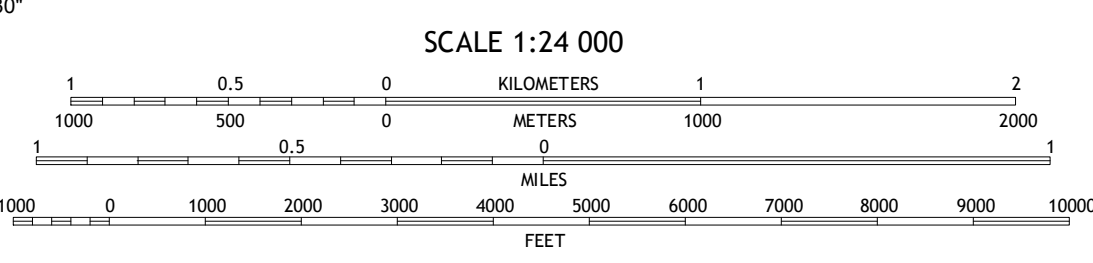 30"
SCALE 1:24 000
1 0.5 0 KILOMETERS 1 2
1000 500 0 METERS 1000 2000
1 0.5 0 1
MILES
1000 0 1000 2000 3000 4000 5000 6000 7000 8000 9000 10000
FEET